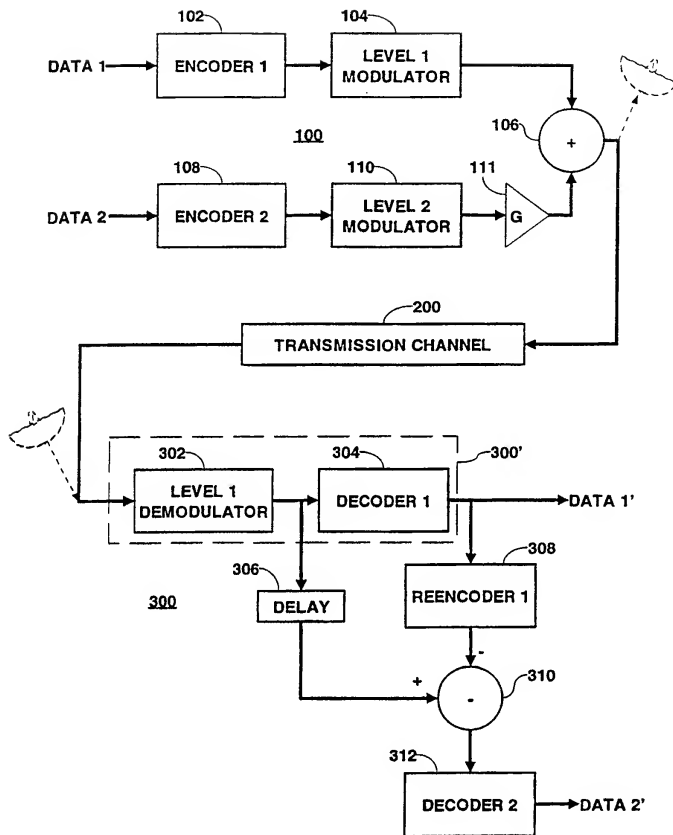 102
104
DATA 1
ENCODER 1
LEVEL 1
MODULATOR
106
+
100
108
110
111
DATA 2
ENCODER 2
LEVEL 2
MODULATOR
G
200
TRANSMISSION CHANNEL
302
304
300'
LEVEL 1
DEMODULATOR
DECODER 1
DATA 1'
308
306
300
DELAY
REENCODER 1
-
+
-
310
312
DECODER 2
DATA 2'